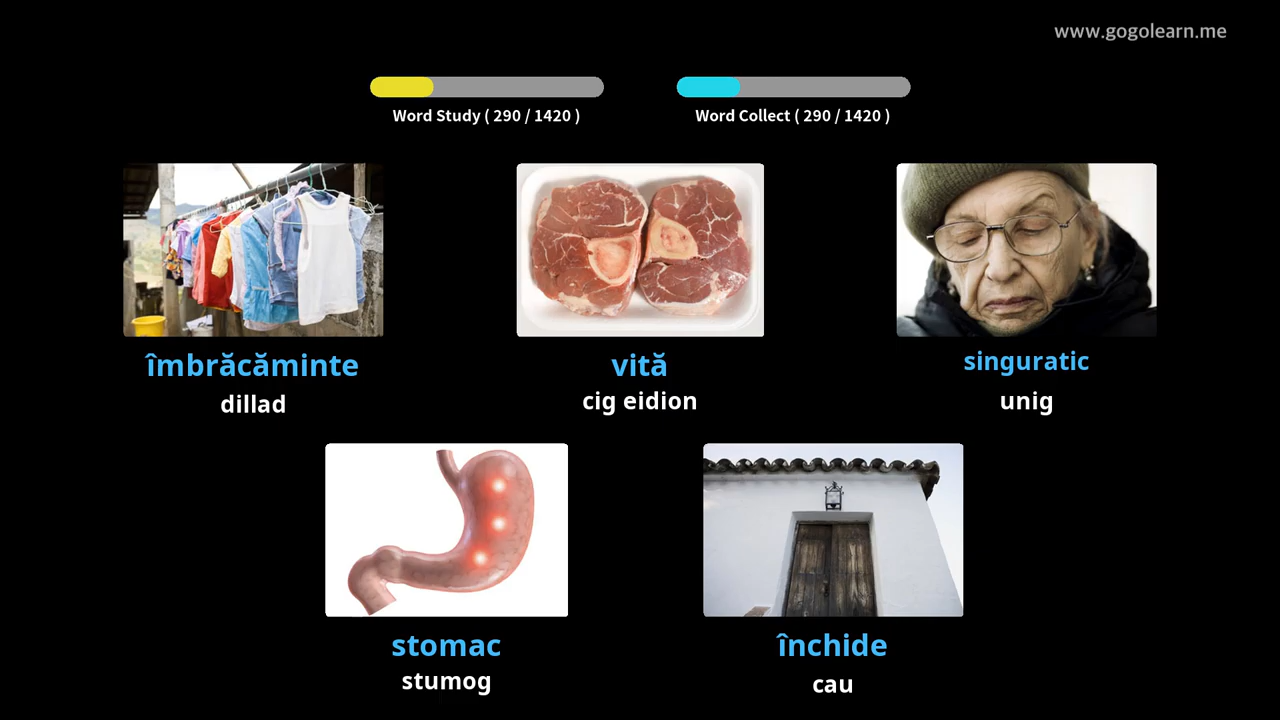 www.gogolearn.me
Word Study ( 290 / 1420 )
Word Collect ( 290 / 1420 )
îmbrăcăminte
dillad
vită
cig eidion
singuratic
unig
stomac
stumog
închide
cau